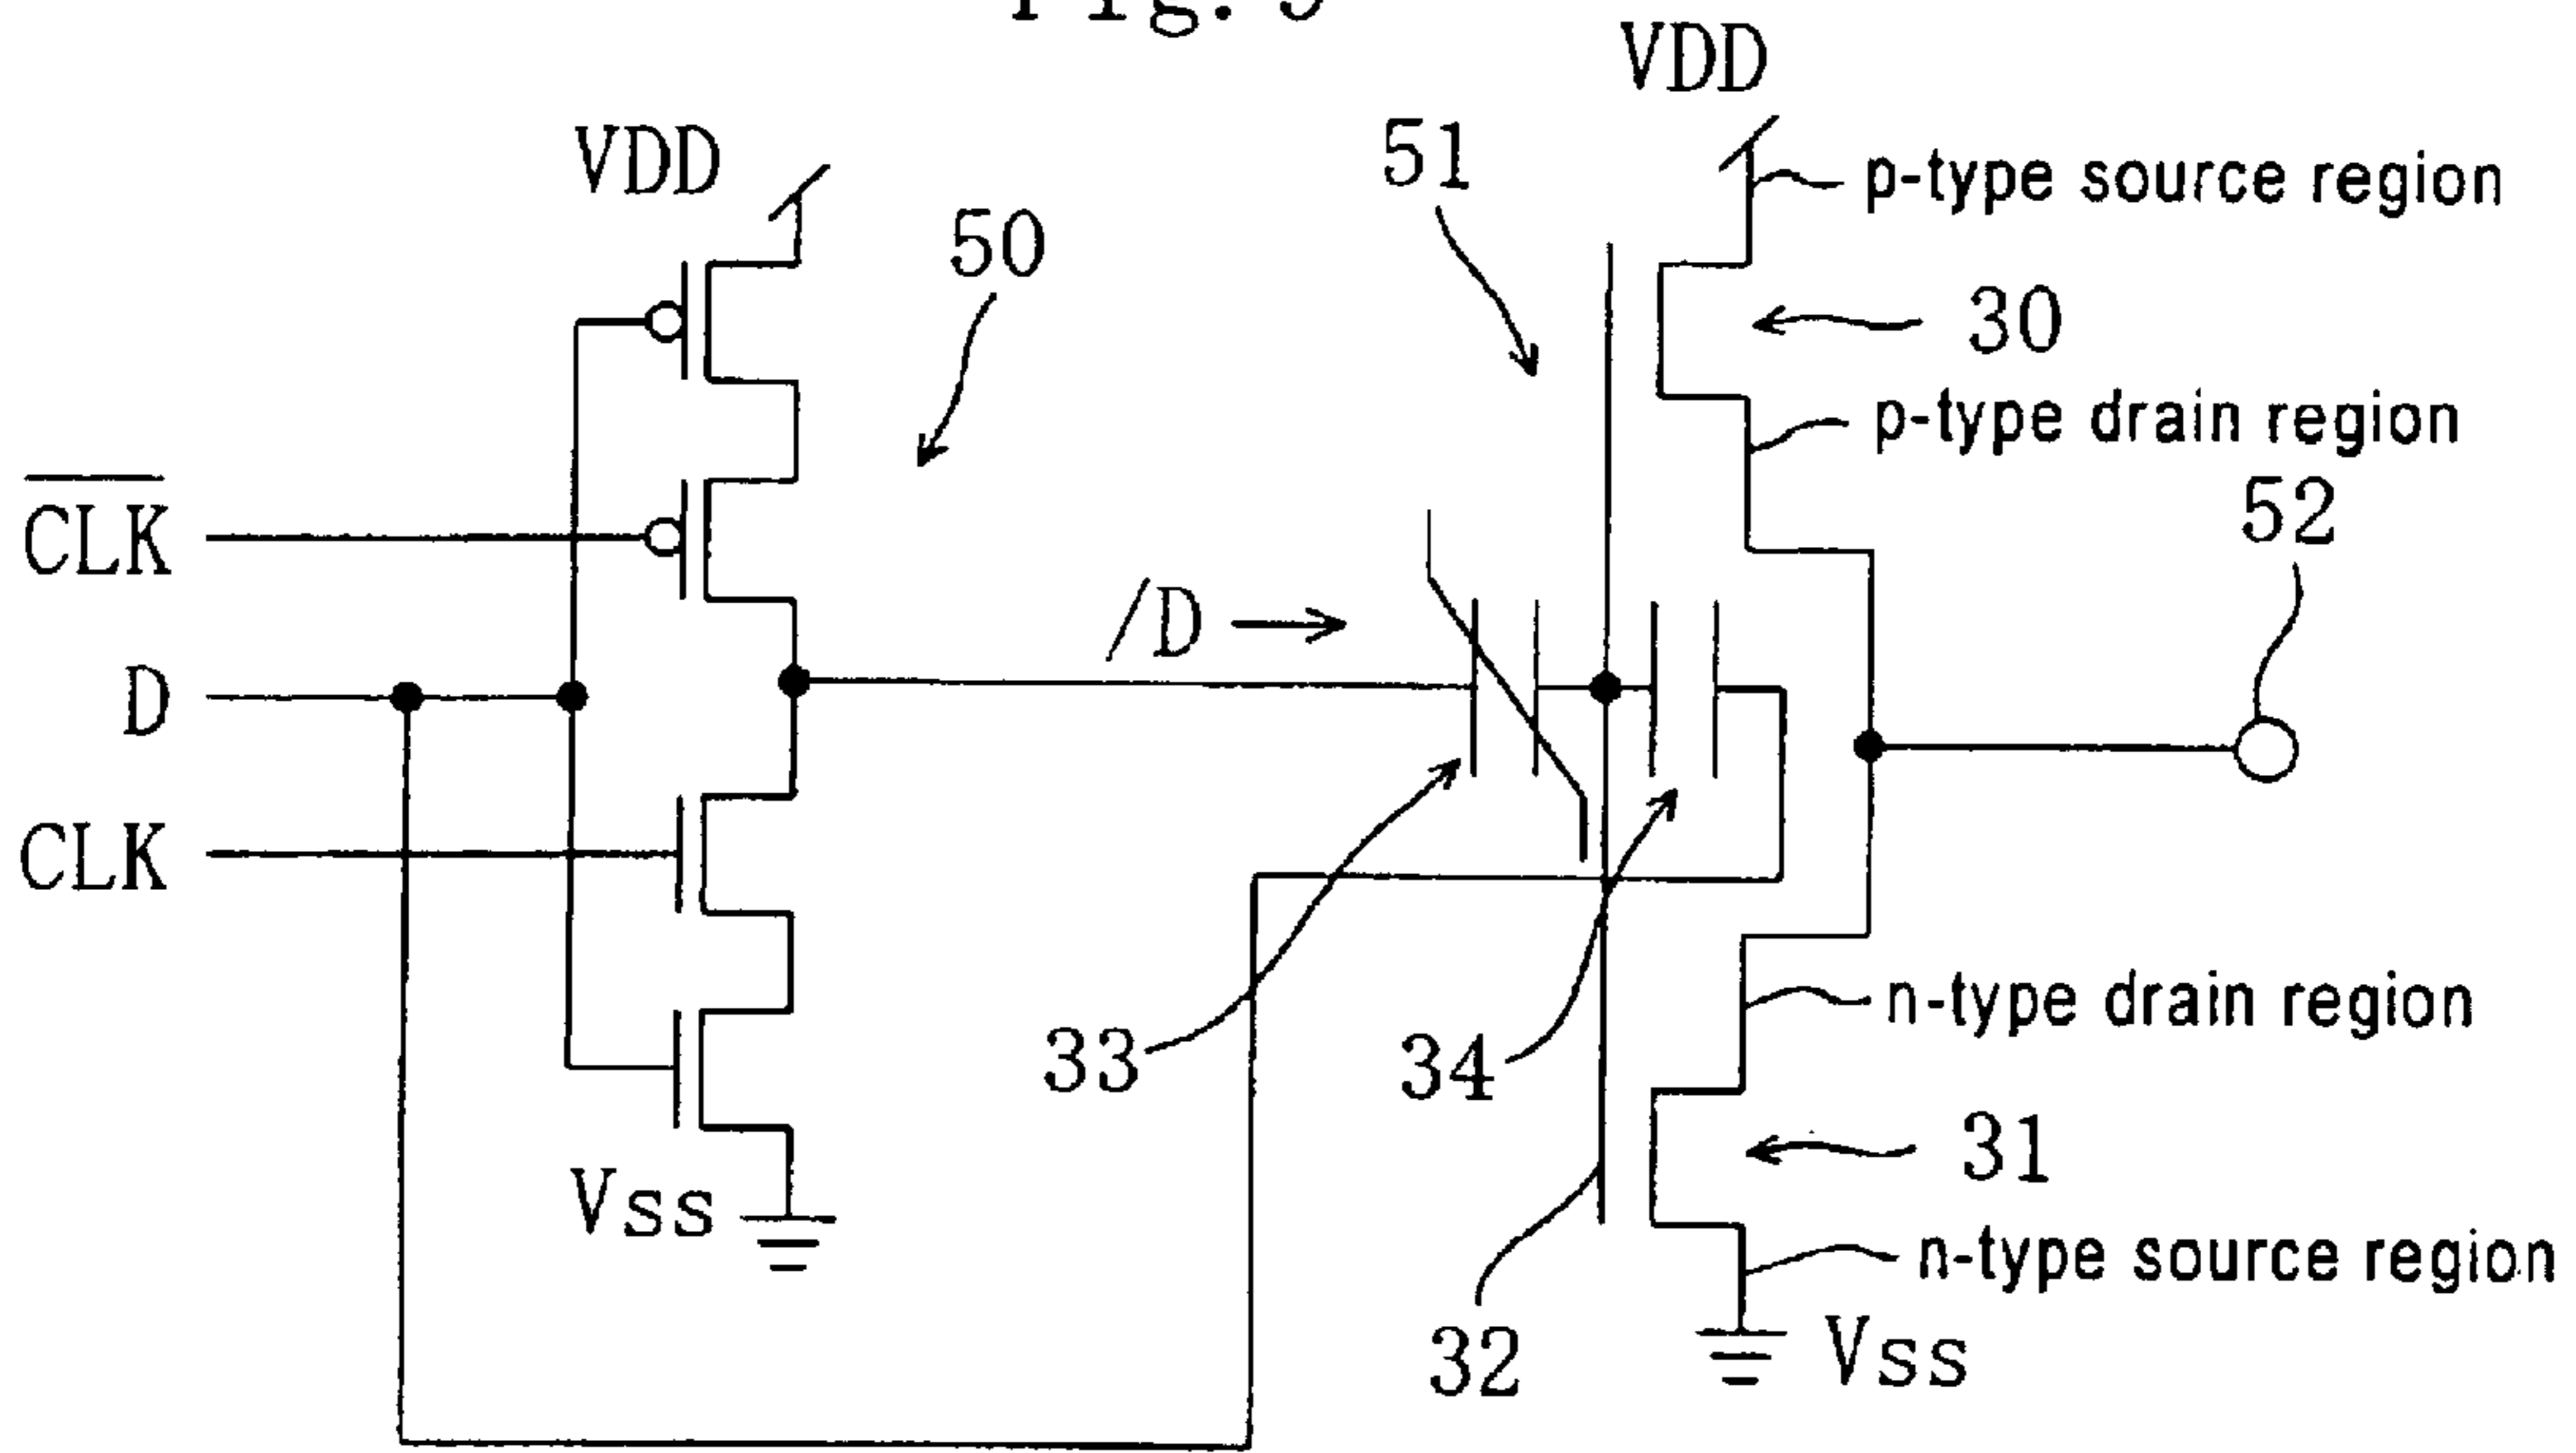 VDD
VDD
51
p-type source region
50
30
p-type drain region
52
CLK
/D
D
CLK
n-type drain region
33
34
31
Vss
n-type source region
32
Vss